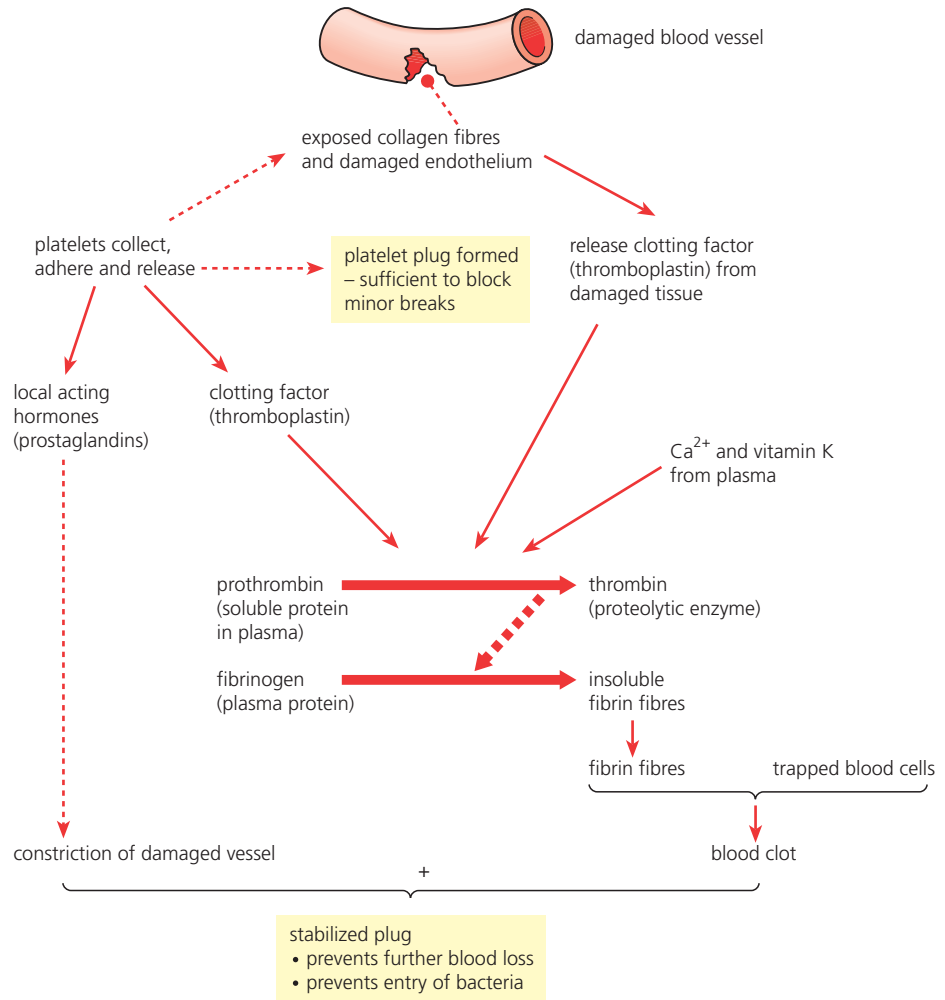 damaged blood vessel
exposed collagen fibres
and damaged endothelium
platelets collect,
adhere and release
platelet plug formed
– sufficient to block
minor breaks
release clotting factor
(thromboplastin) from
damaged tissue
local acting
hormones
(prostaglandins)
clotting factor
(thromboplastin)
Ca²⁺ and vitamin K
from plasma
prothrombin
(soluble protein
in plasma)
thrombin
(proteolytic enzyme)
fibrinogen
(plasma protein)
insoluble
fibrin fibres
fibrin fibres
trapped blood cells
constriction of damaged vessel
+
blood clot
stabilized plug
• prevents further blood loss
• prevents entry of bacteria